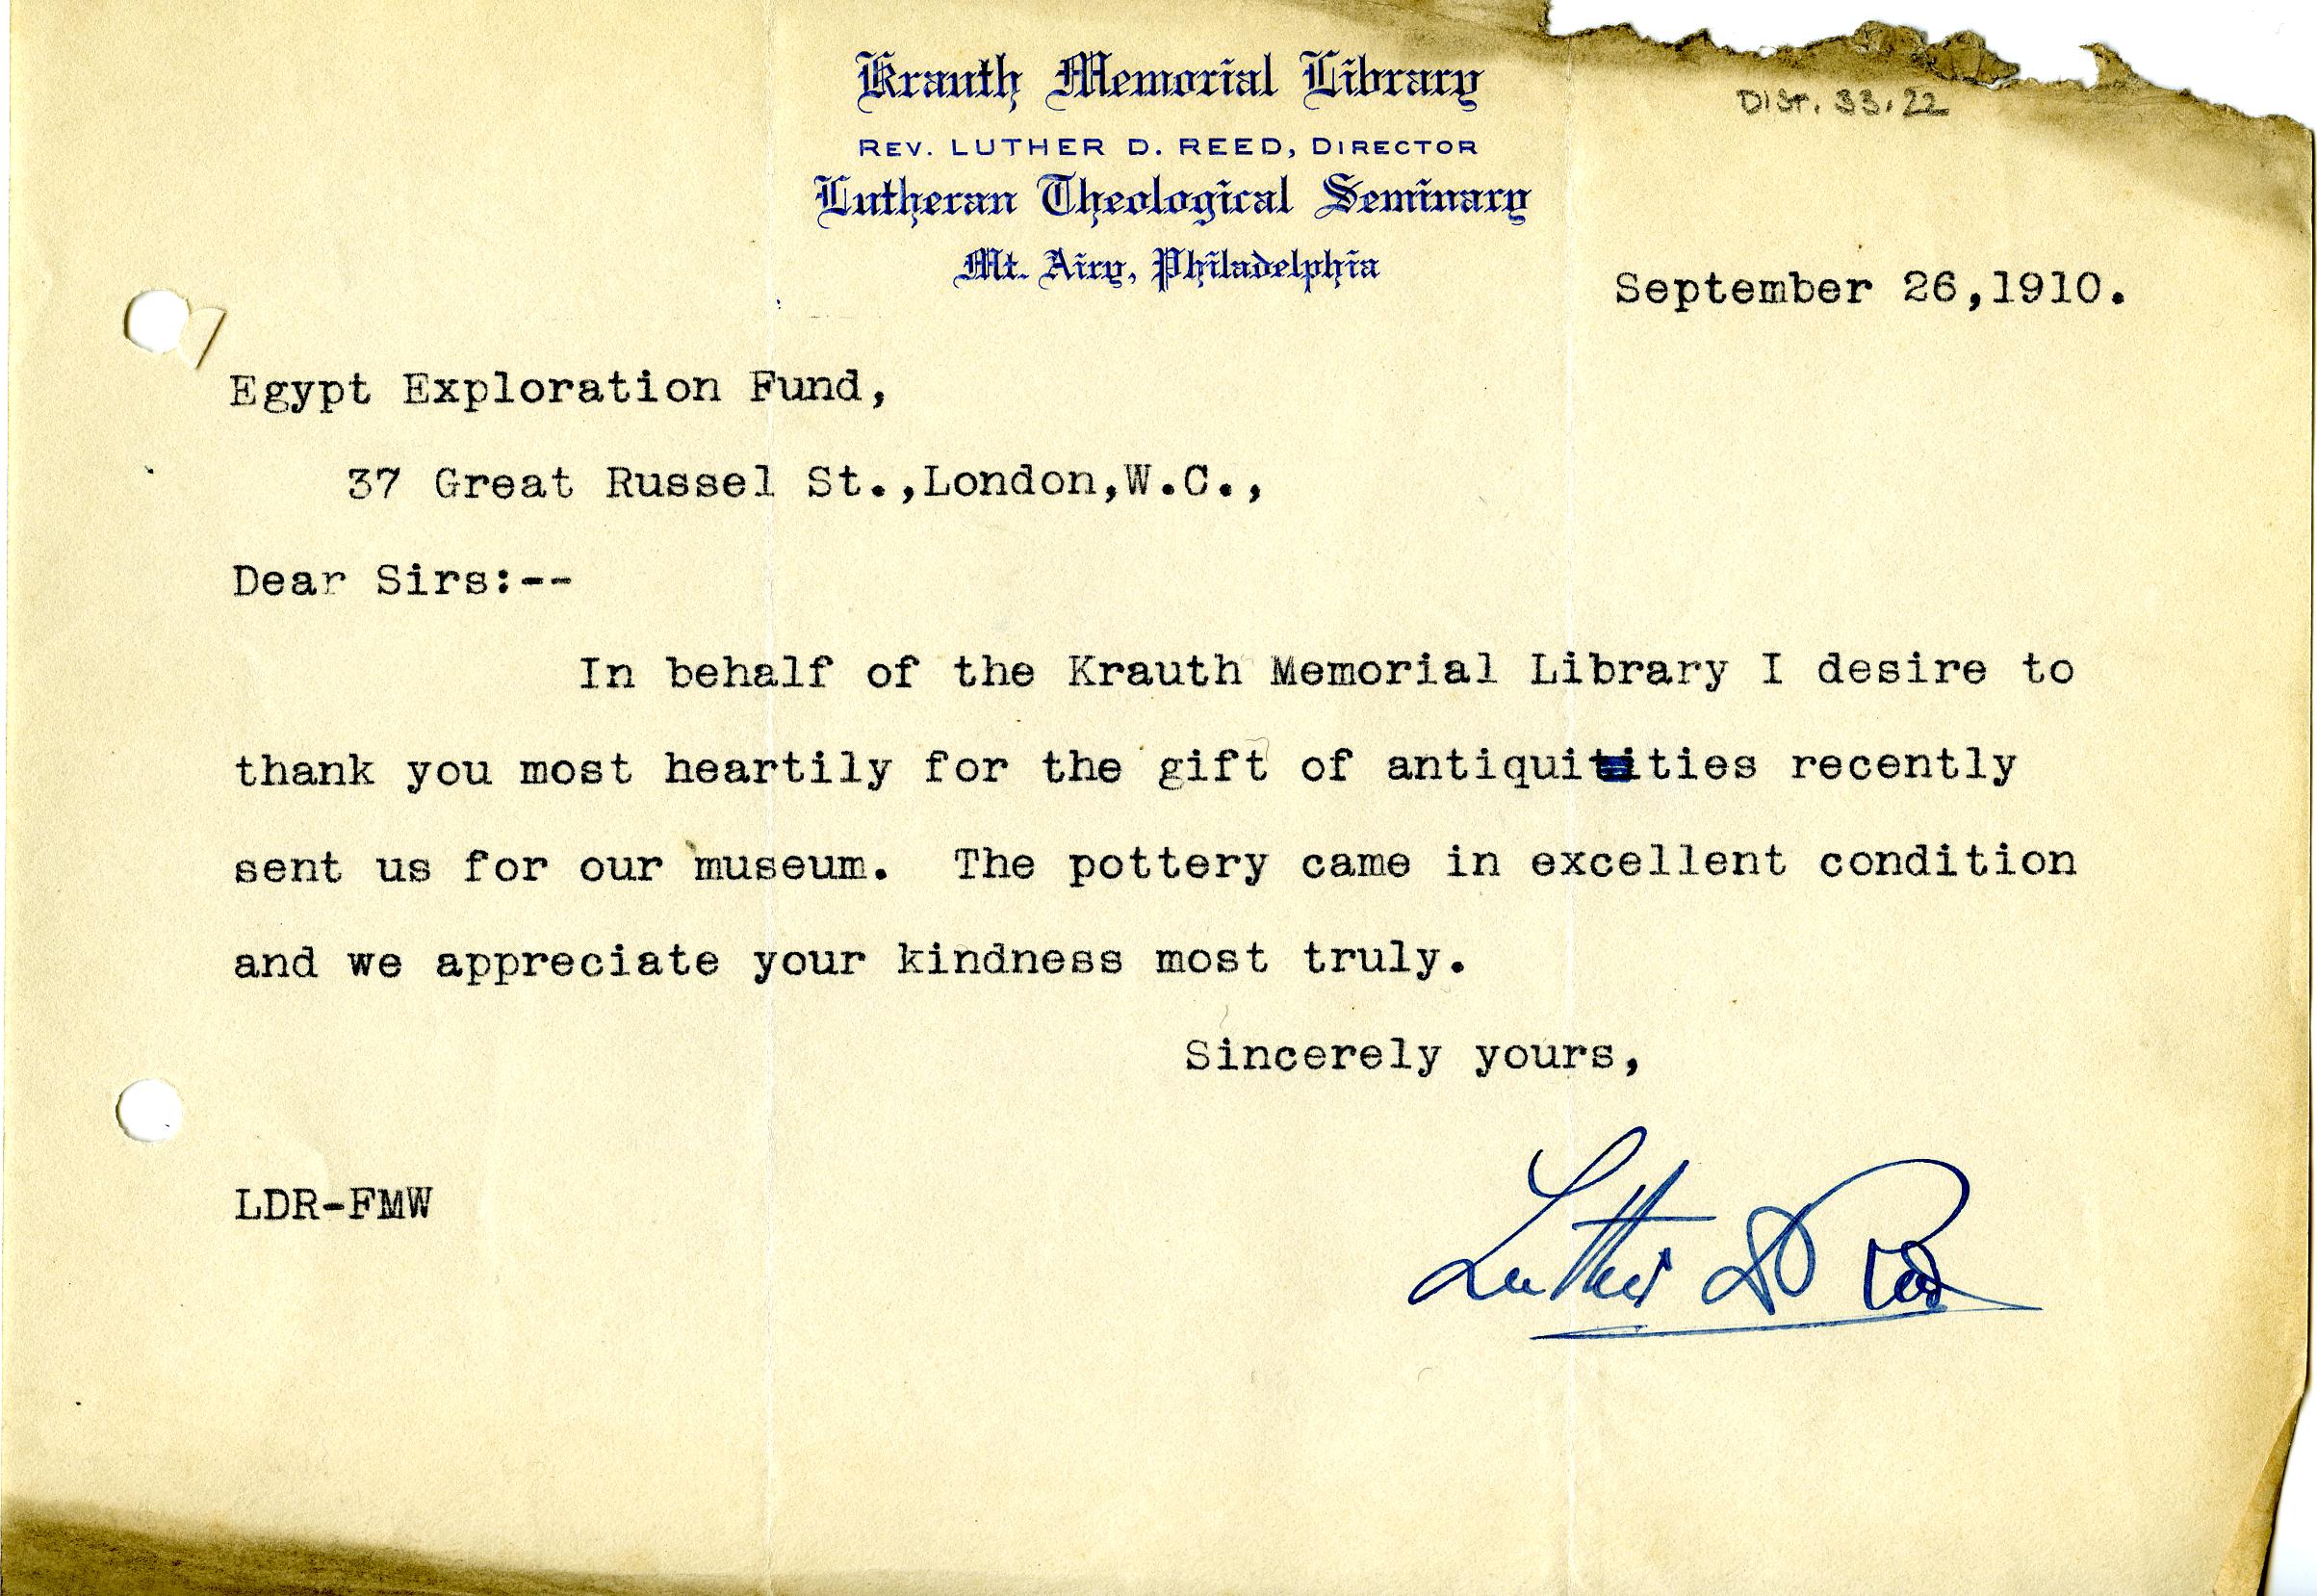 Krauth Memorial Library
DIST. 33.22
REV. LUTHER D. REED, DIRECTOR
Lutheran Theological Seminary
Mt. Airy, Philadelphia
September 26,1910.
Egypt Exploration Fund,
37 Great Russel St.,London,W.C.,
Dear Sirs:--
In behalf of the Krauth Memorial Library I desire to
thank you most heartily for the gift of antiquities recently
sent us for our museum. The pottery came in excellent condition
and we appreciate your kindness most truly.
Sincerely yours,
LDR-FMW
Luther D Reed